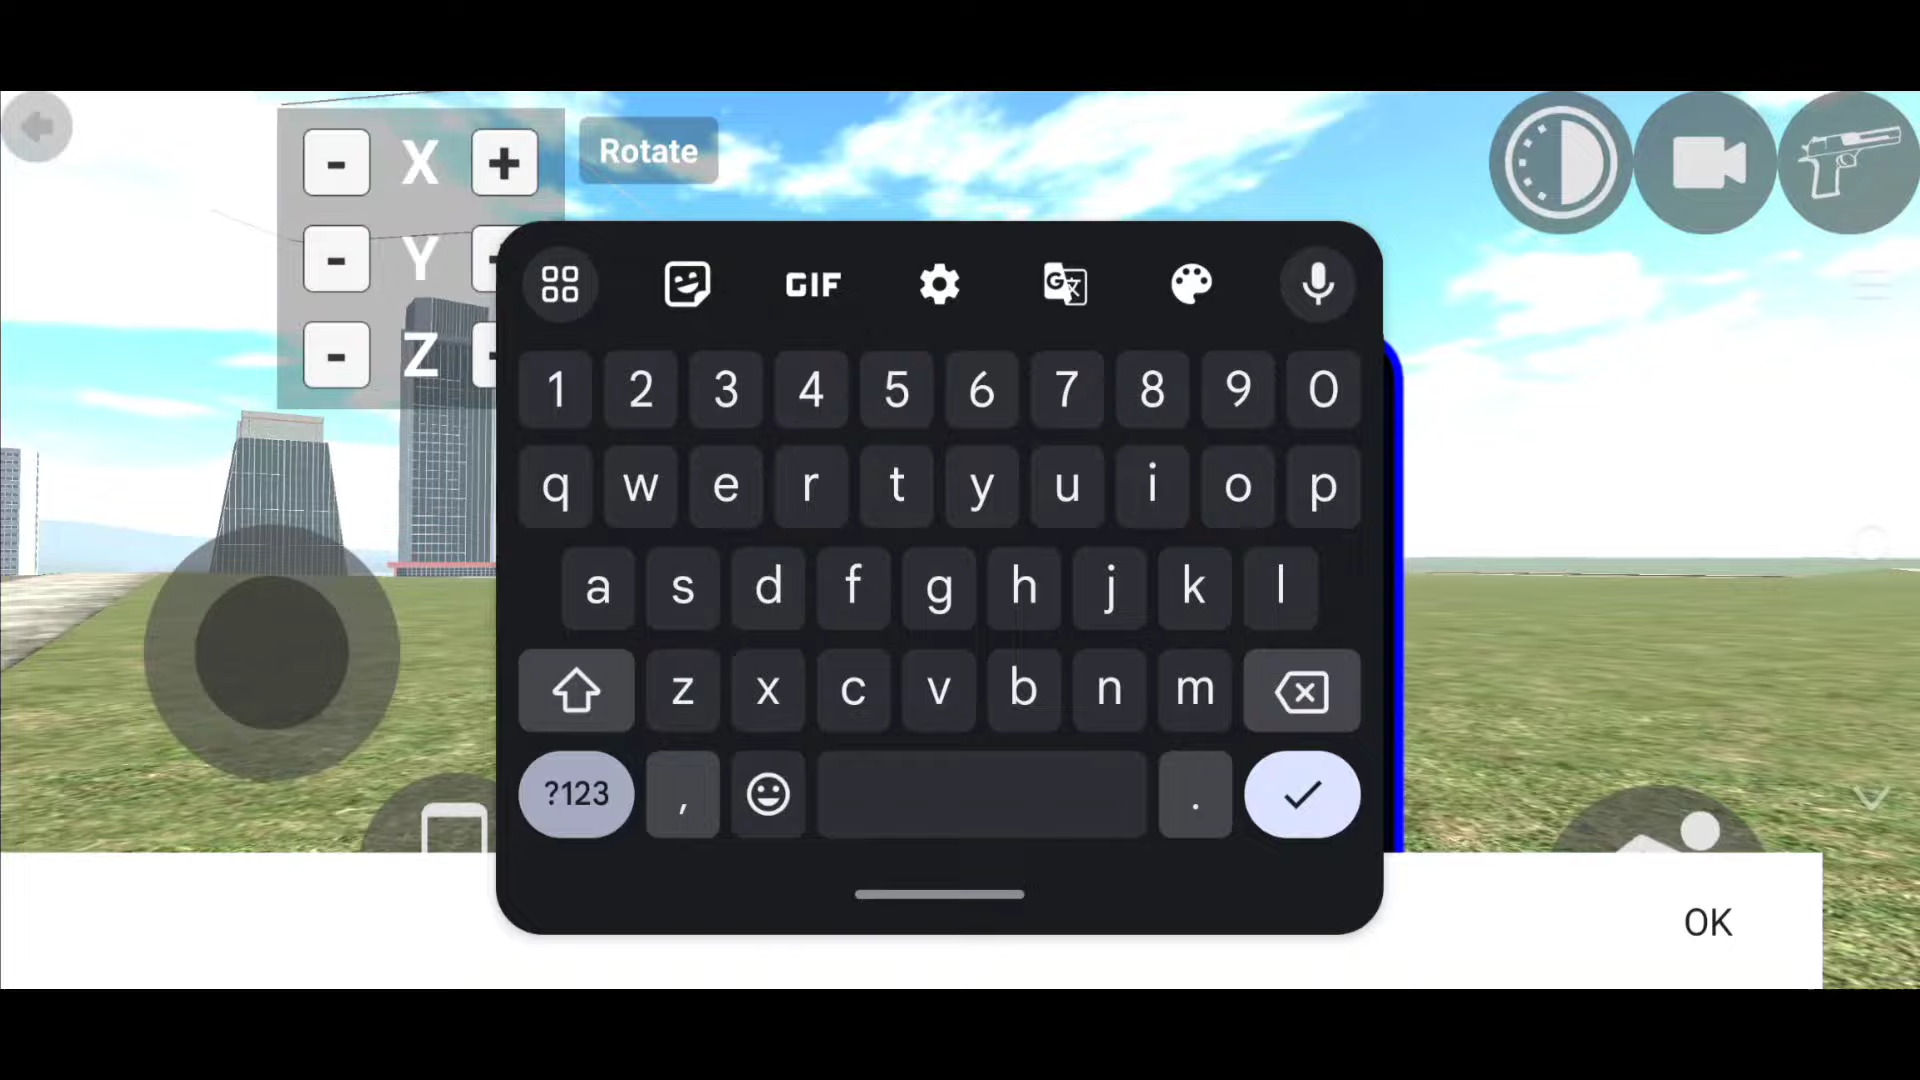 - X +
Rotate
- Y
- Z
GIF
1 2 3 4 5 6 7 8 9 0
q w e r t y u i o p
a s d f g h j k l
z x c v b n m
?123 , .
OK